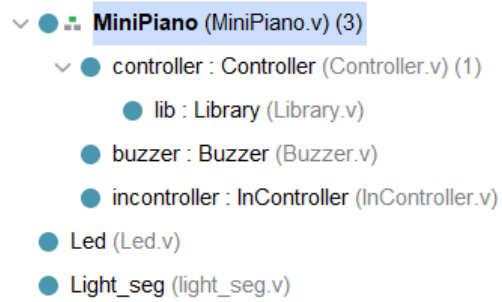 MiniPiano (MiniPiano.v) (3)
controller : Controller (Controller.v) (1)
lib : Library (Library.v)
buzzer : Buzzer (Buzzer.v)
incontroller : InController (InController.v)
Led (Led.v)
Light_seg (light_seg.v)